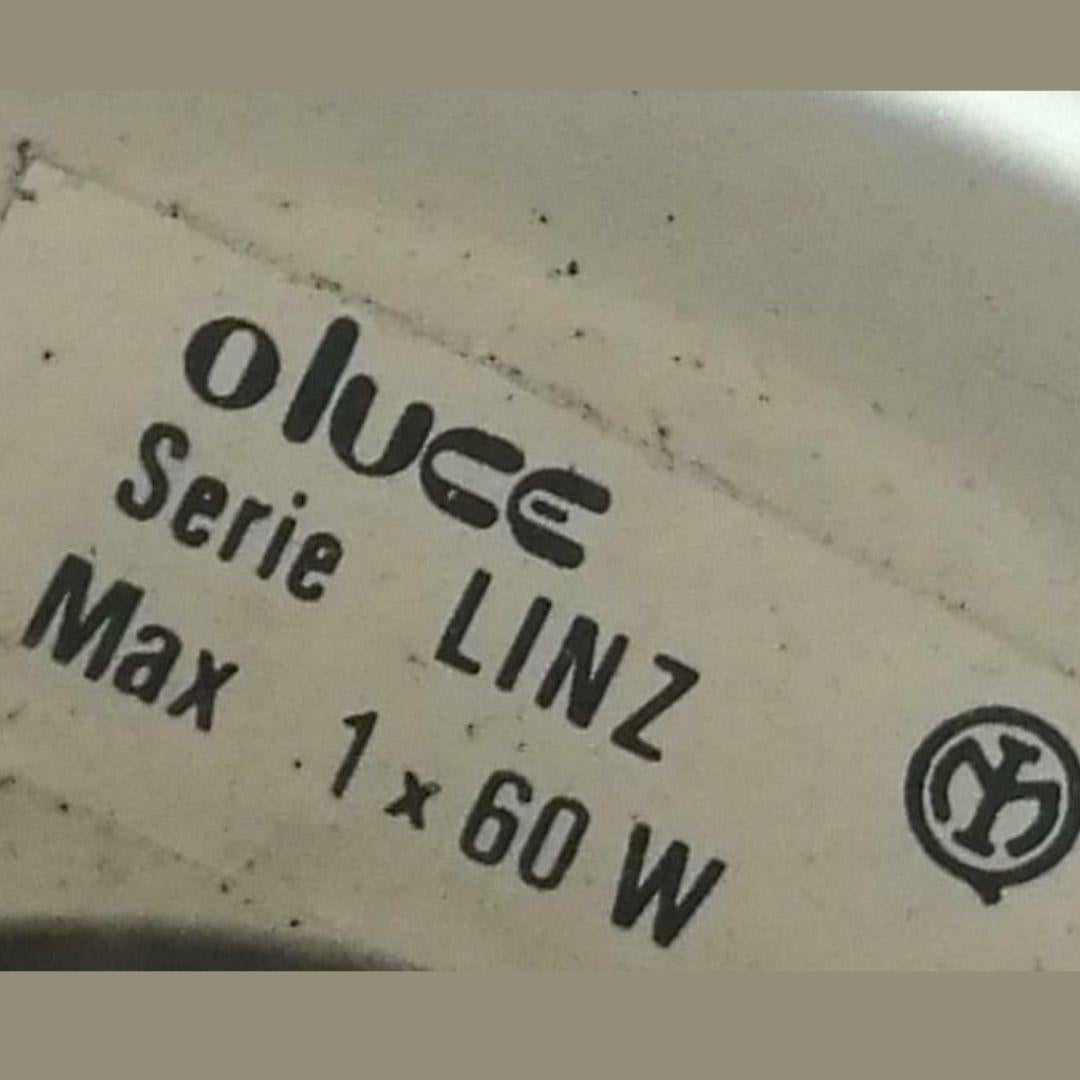 oluce
Serie LINZ
Max 1 x 60 W